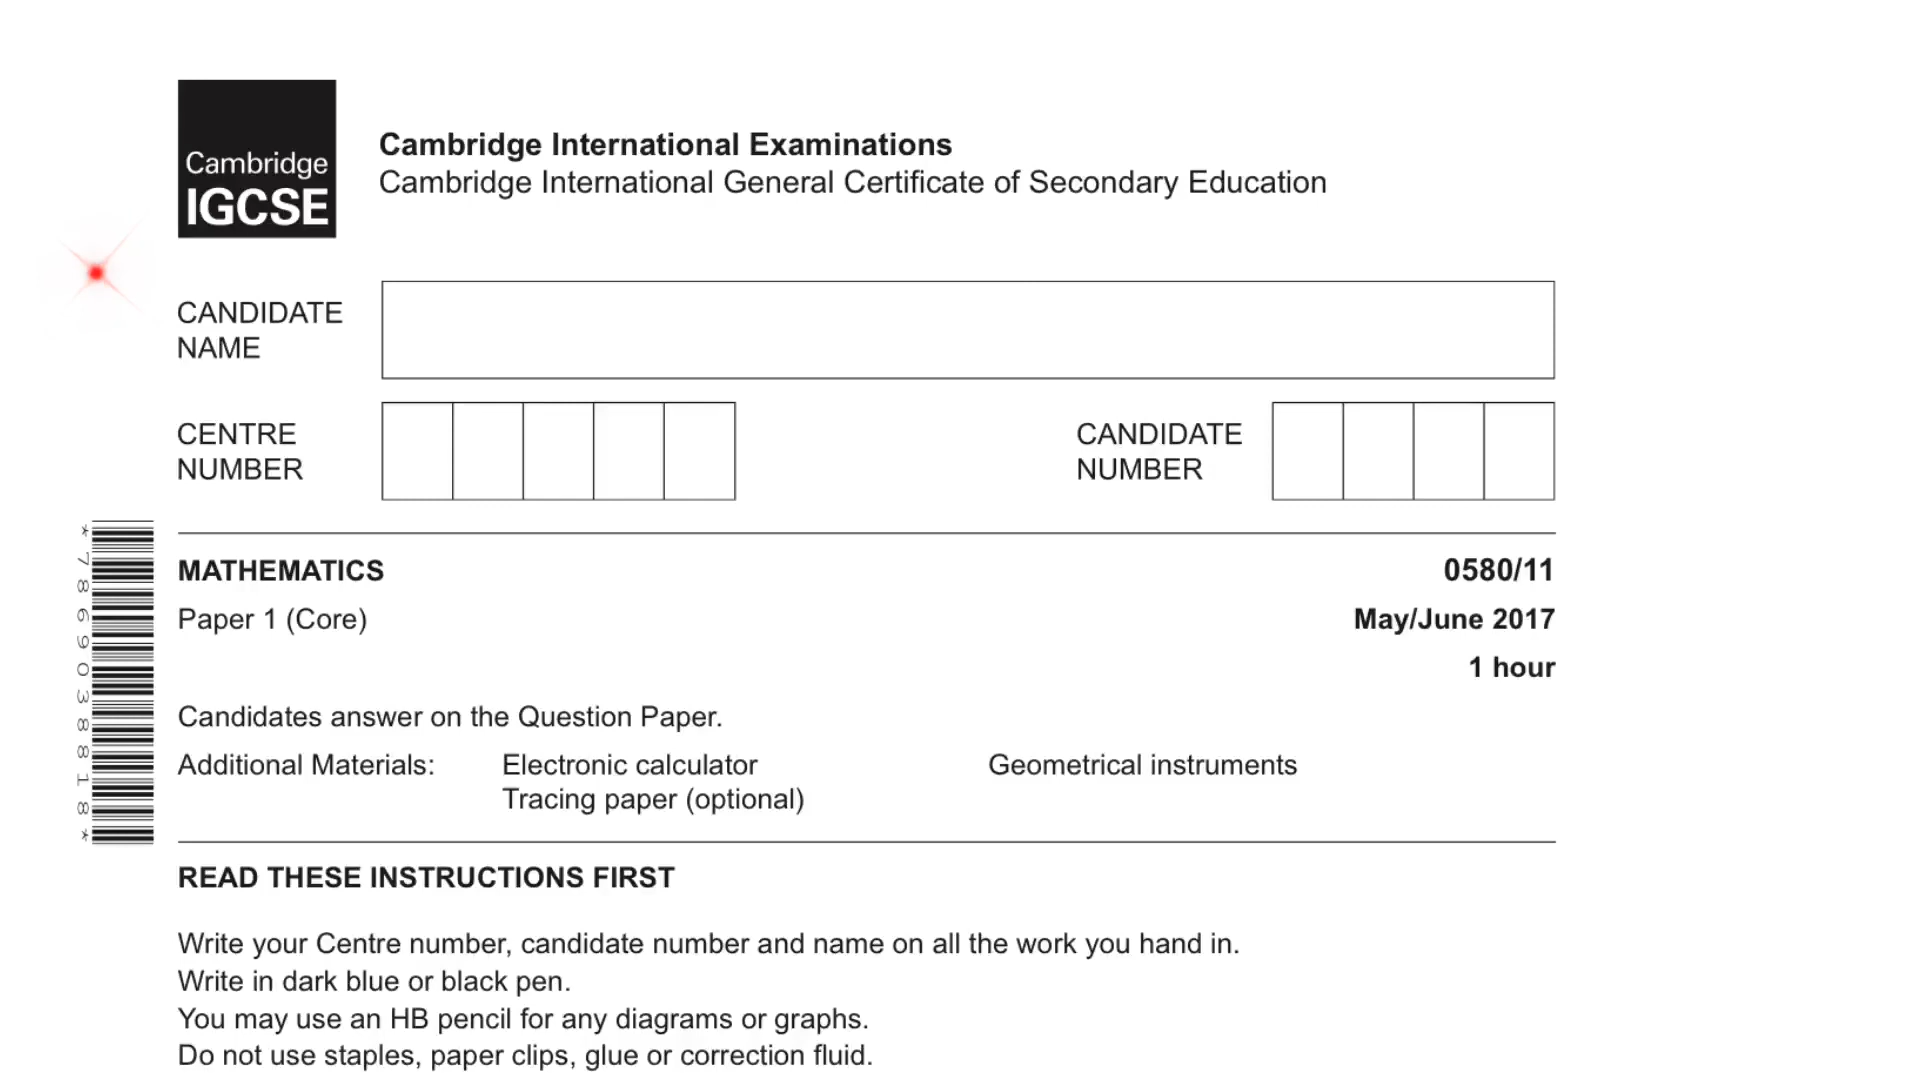 Cambridge
IGCSE
Cambridge International Examinations
Cambridge International General Certificate of Secondary Education
CANDIDATE
NAME
CENTRE
NUMBER
CANDIDATE
NUMBER
*7869038818*
MATHEMATICS 0580/11
Paper 1 (Core) May/June 2017
1 hour
Candidates answer on the Question Paper.
Additional Materials: Electronic calculator Geometrical instruments
Tracing paper (optional)
READ THESE INSTRUCTIONS FIRST
Write your Centre number, candidate number and name on all the work you hand in.
Write in dark blue or black pen.
You may use an HB pencil for any diagrams or graphs.
Do not use staples, paper clips, glue or correction fluid.